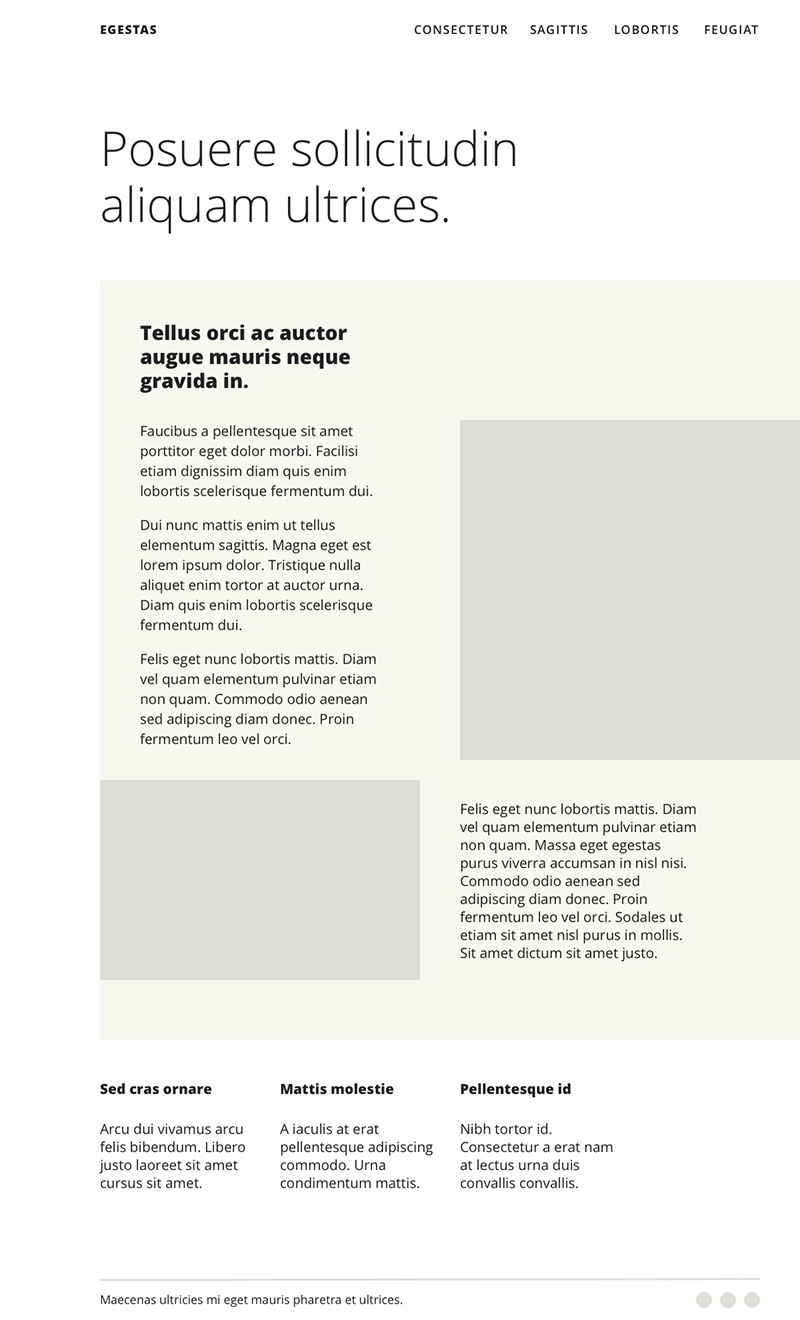 EGESTAS
CONSECTETUR SAGITTIS LOBORTIS FEUGIAT
Posuere sollicitudin
aliquam ultrices.
Tellus orci ac auctor
augue mauris neque
gravida in.
Faucibus a pellentesque sit amet
porttitor eget dolor morbi. Facilisi
etiam dignissim diam quis enim
lobortis scelerisque fermentum dui.
Dui nunc mattis enim ut tellus
elementum sagittis. Magna eget est
lorem ipsum dolor. Tristique nulla
aliquet enim tortor at auctor urna.
Diam quis enim lobortis scelerisque
fermentum dui.
Felis eget nunc lobortis mattis. Diam
vel quam elementum pulvinar etiam
non quam. Commodo odio aenean
sed adipiscing diam donec. Proin
fermentum leo vel orci.
Felis eget nunc lobortis mattis. Diam
vel quam elementum pulvinar etiam
non quam. Massa eget egestas
purus viverra accumsan in nisl nisi.
Commodo odio aenean sed
adipiscing diam donec. Proin
fermentum leo vel orci. Sodales ut
etiam sit amet nisl purus in mollis.
Sit amet dictum sit amet justo.
Sed cras ornare
Arcu dui vivamus arcu
felis bibendum. Libero
justo laoreet sit amet
cursus sit amet.
Mattis molestie
A iaculis at erat
pellentesque adipiscing
commodo. Urna
condimentum mattis.
Pellentesque id
Nibh tortor id.
Consectetur a erat nam
at lectus urna duis
convallis convallis.
Maecenas ultricies mi eget mauris pharetra et ultrices.